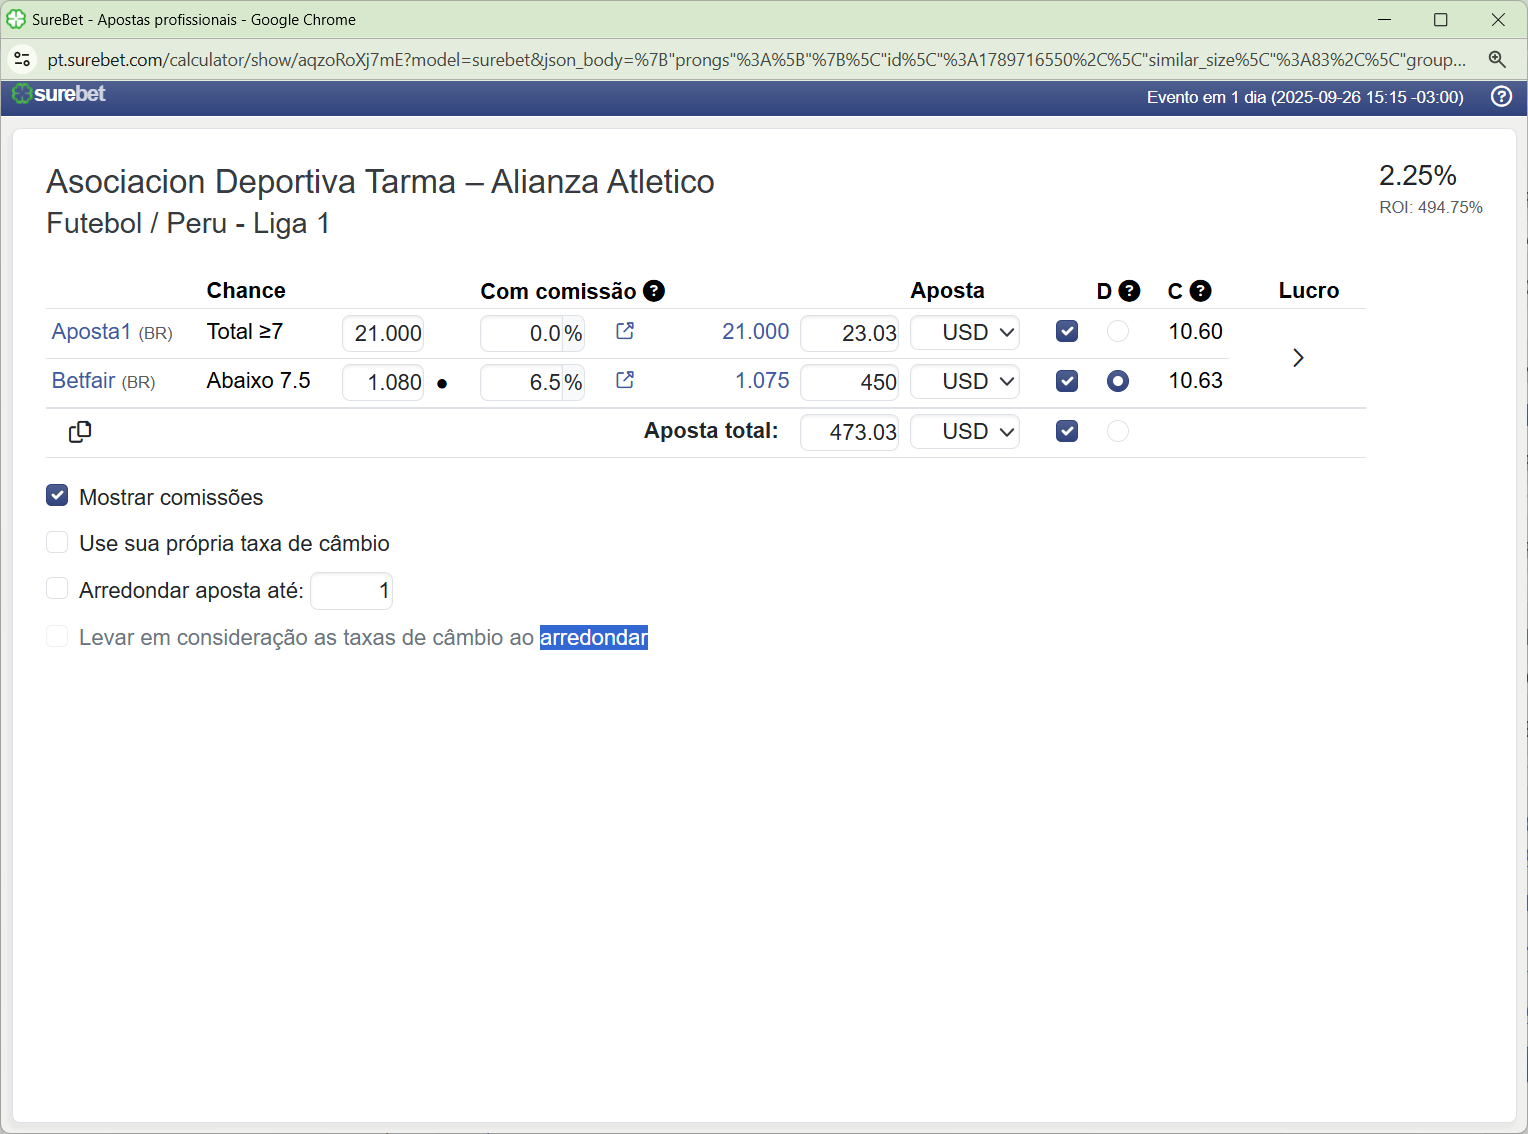 SureBet - Apostas profissionais - Google Chrome
pt.surebet.com/calculator/show/aqzoRoXj7mE?model=surebet&json_body=%7B"prongs"%3A%5B"%7B%5C"id%5C"%3A1789716550%2C%5C"similar_size%5C"%3A83%2C%5C"group...
surebet
Evento em 1 dia (2025-09-26 15:15 -03:00)
Asociacion Deportiva Tarma – Alianza Atletico
2.25%
Futebol / Peru - Liga 1
ROI: 494.75%
Chance Com comissão Aposta D C Lucro
Aposta1 (BR) Total ≥7 21.000 0.0 % 21.000 23.03 USD 10.60
Betfair (BR) Abaixo 7.5 1.080 6.5 % 1.075 450 USD 10.63
Aposta total: 473.03 USD
Mostrar comissões
Use sua própria taxa de câmbio
Arredondar aposta até: 1
Levar em consideração as taxas de câmbio ao arredondar